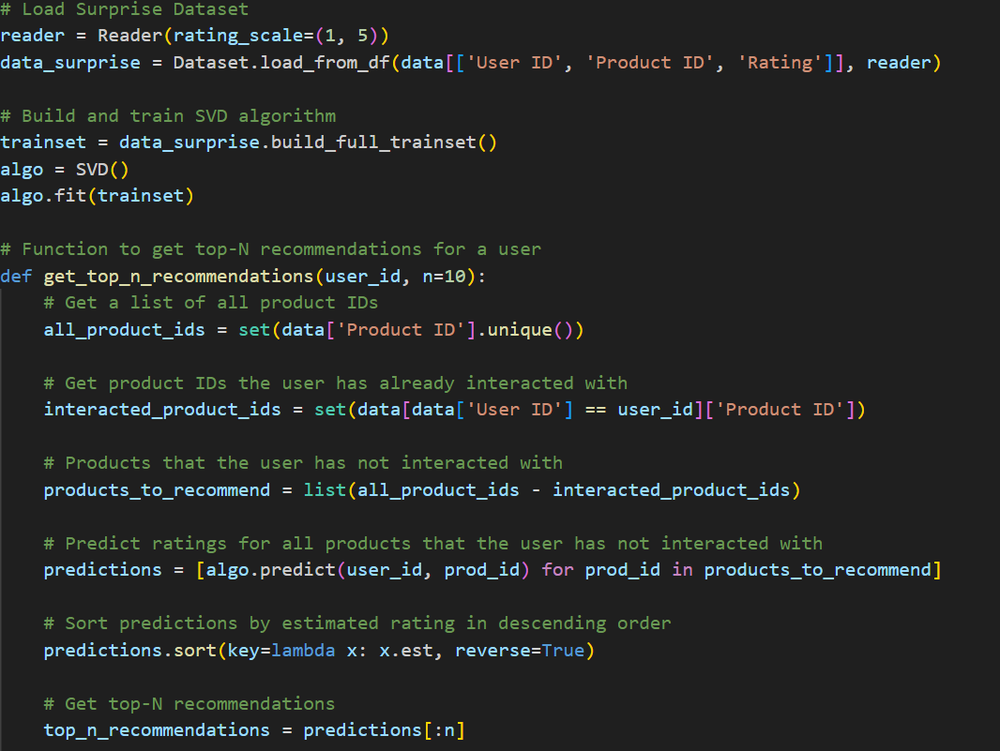 # Load Surprise Dataset
reader = Reader(rating_scale=(1, 5))
data_surprise = Dataset.load_from_df(data[['User ID', 'Product ID', 'Rating']], reader)

# Build and train SVD algorithm
trainset = data_surprise.build_full_trainset()
algo = SVD()
algo.fit(trainset)

# Function to get top-N recommendations for a user
def get_top_n_recommendations(user_id, n=10):
    # Get a list of all product IDs
    all_product_ids = set(data['Product ID'].unique())

    # Get product IDs the user has already interacted with
    interacted_product_ids = set(data[data['User ID'] == user_id]['Product ID'])

    # Products that the user has not interacted with
    products_to_recommend = list(all_product_ids - interacted_product_ids)

    # Predict ratings for all products that the user has not interacted with
    predictions = [algo.predict(user_id, prod_id) for prod_id in products_to_recommend]

    # Sort predictions by estimated rating in descending order
    predictions.sort(key=lambda x: x.est, reverse=True)

    # Get top-N recommendations
    top_n_recommendations = predictions[:n]